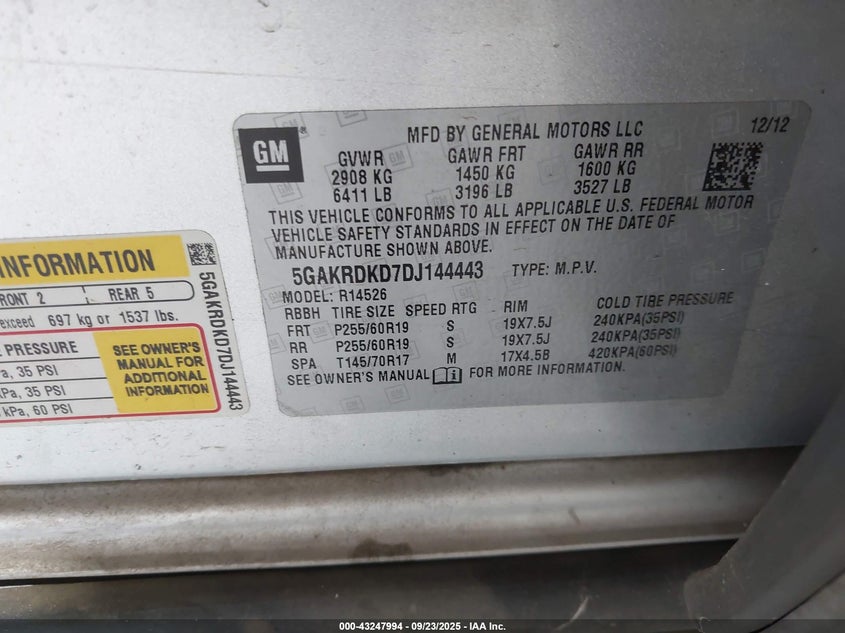 GM
MFD BY GENERAL MOTORS LLC 12/12
GVWR GAWR FRT GAWR RR
2908 KG 1450 KG 1600 KG
6411 LB 3196 LB 3527 LB
THIS VEHICLE CONFORMS TO ALL APPLICABLE U.S. FEDERAL MOTOR
VEHICLE SAFETY STANDARDS IN EFFECT ON THE DATE OF
MANUFACTURE SHOWN ABOVE.
5GAKRDKD7DJ144443 TYPE: M.P.V.
MODEL: R14526
RBBH TIRE SIZE SPEED RTG RIM COLD TIRE PRESSURE
FRT P255/60R19 S 19X7.5J 240KPA(35PSI)
RR P255/60R19 S 19X7.5J 240KPA(35PSI)
SPA T145/70R17 M 17X4.5B 420KPA(60PSI)
SEE OWNER'S MANUAL FOR MORE INFORMATION.
INFORMATION
FRONT 2 REAR 5
exceed 697 kg or 1537 lbs.
PRESSURE
, 35 PSI
kPa, 35 PSI
kPa, 60 PSI
SEE OWNER'S
MANUAL FOR
ADDITIONAL
INFORMATION
5GAKRDKD7DJ144443
000-43247994 - 09/23/2025 - IAA Inc.